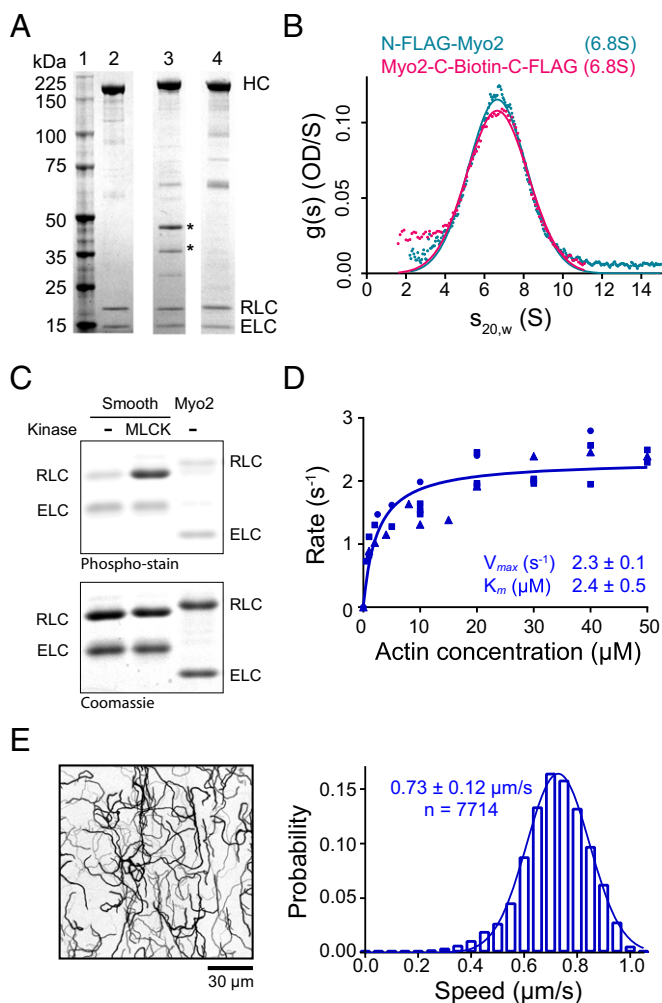 A
kDa 1 2 3 4
225
150
100
75
50
35
25
15
HC
*
*
RLC
ELC
B
N-FLAG-Myo2 (6.8S)
Myo2-C-Biotin-C-FLAG (6.8S)
g(s) (OD/S)
0.10
0.05
0.00
2 4 6 8 10 12 14
s20,w (S)
C
Smooth Myo2
Kinase - MLCK -
RLC
ELC
RLC
ELC
Phospho-stain
RLC
ELC
RLC
ELC
Coomassie
D
Rate (s⁻¹)
3
2
1
0
0 10 20 30 40 50
Actin concentration (µM)
Vmax (s⁻¹) 2.3 ± 0.1
Km (µM) 2.4 ± 0.5
E
30 µm
Probability
0.15
0.10
0.05
0.00
0.0 0.2 0.4 0.6 0.8 1.0
Speed (µm/s)
0.73 ± 0.12 µm/s
n = 7714